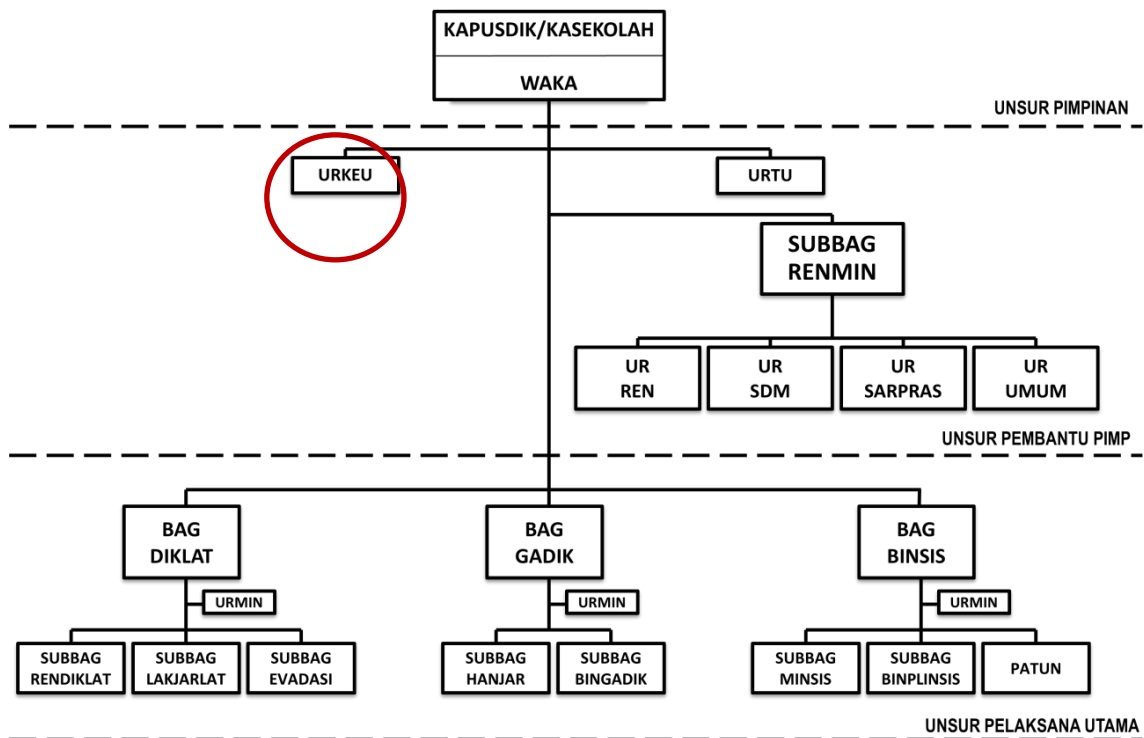 KAPUSDIK/KASEKOLAH
WAKA
UNSUR PIMPINAN
URKEU
URTU
SUBBAG
RENMIN
UR
REN
UR
SDM
UR
SARPRAS
UR
UMUM
UNSUR PEMBANTU PIMP
BAG
DIKLAT
BAG
GADIK
BAG
BINSIS
URMIN
URMIN
URMIN
SUBBAG
RENDIKLAT
SUBBAG
LAKJARLAT
SUBBAG
EVADASI
SUBBAG
HANJAR
SUBBAG
BINGADIK
SUBBAG
MINSIS
SUBBAG
BINPLINSIS
PATUN
UNSUR PELAKSANA UTAMA